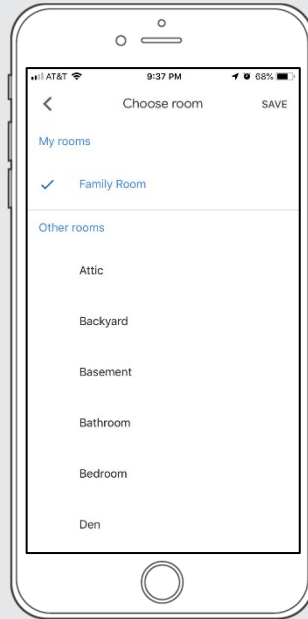 AT&T 9:37 PM 68%
Choose room SAVE
My rooms
Family Room
Other rooms
Attic
Backyard
Basement
Bathroom
Bedroom
Den